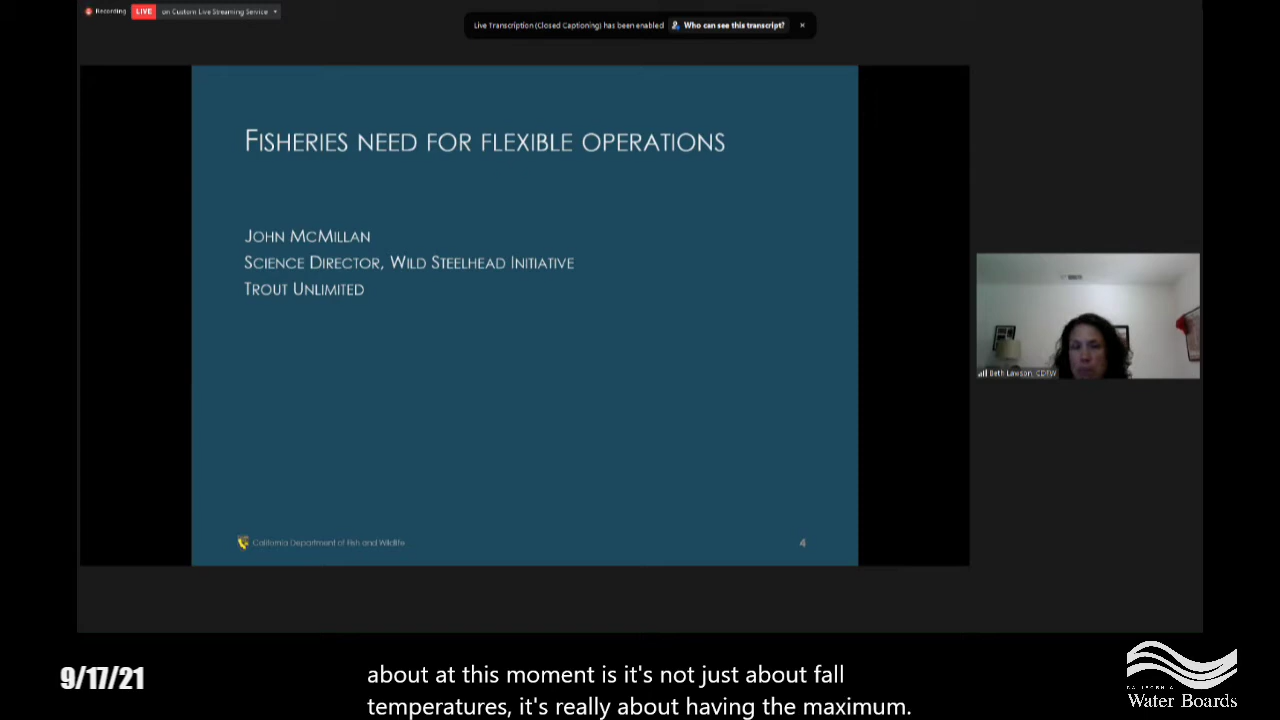 Recording
LIVE
on Custom Live Streaming Service
Live Transcription (Closed Captioning) has been enabled
Who can see this transcript?
FISHERIES NEED FOR FLEXIBLE OPERATIONS
JOHN MCMILLAN
SCIENCE DIRECTOR, WILD STEELHEAD INITIATIVE
TROUT UNLIMITED
Beth Lawson, CDFW
California Department of Fish and Wildlife
4
about at this moment is it's not just about fall
temperatures, it's really about having the maximum.
9/17/21
CALIFORNIA
Water Boards